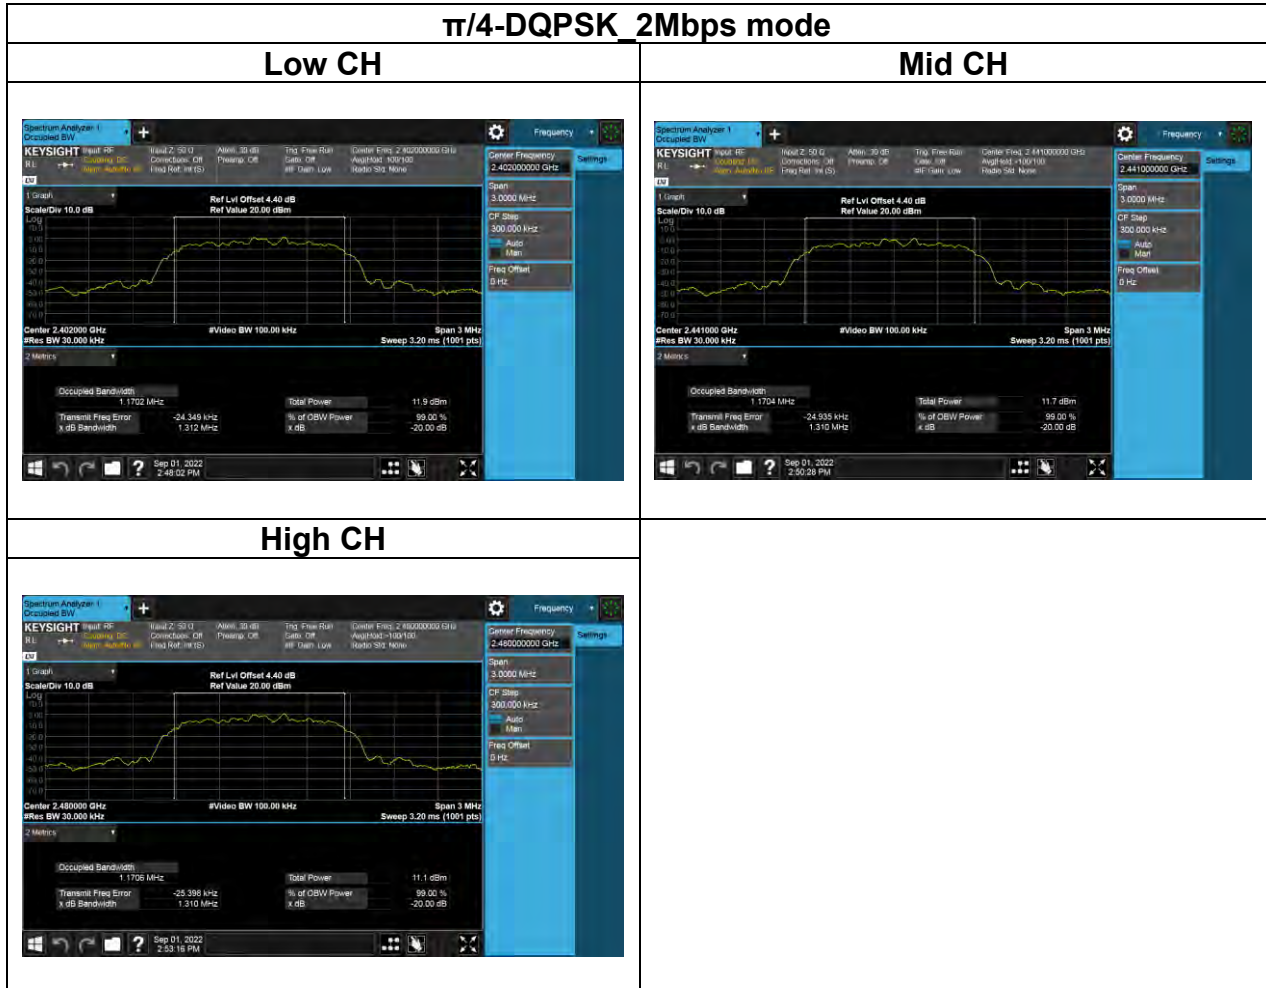 π/4-DQPSK_2Mbps mode
Low CH
Mid CH
Spectrum Analyzer 1
Occupied BW
Frequency
KEYSIGHT Input: RF
Input Z: 50 Ω
Atten: 30 dB
Trig: Free Run
Center Freq: 2.402000000 GHz
Coupling: DC
Corrections: Off
Preamp: Off
Gate: Off
Avg|Hold: 100/100
Freq Ref: Int (S)
#IF Gain: Low
Radio Std: None
1 Graph
Scale/Div 10.0 dB
Ref Lvl Offset 4.40 dB
Ref Value 20.00 dBm
Log
Center 2.402000 GHz
#Res BW 30.000 kHz
#Video BW 100.00 kHz
Span 3 MHz
Sweep 3.20 ms (1001 pts)
2 Metrics
Occupied Bandwidth
1.1702 MHz
Total Power 11.9 dBm
Transmit Freq Error -24.349 kHz
% of OBW Power 99.00 %
x dB Bandwidth 1.312 MHz
x dB -20.00 dB
Sep 01, 2022
2:48:02 PM
Center Frequency
2.402000000 GHz
Settings
Span
3.0000 MHz
CF Step
300.000 kHz
Auto
Man
Freq Offset
0 Hz
Spectrum Analyzer 1
Occupied BW
Frequency
KEYSIGHT Input: RF
Input Z: 50 Ω
Atten: 30 dB
Trig: Free Run
Center Freq: 2.441000000 GHz
Corrections: Off
Preamp: Off
Gate: Off
Avg|Hold: >100/100
Freq Ref: Int (S)
#IF Gain: Low
Radio Std: None
1 Graph
Scale/Div 10.0 dB
Ref Lvl Offset 4.40 dB
Ref Value 20.00 dBm
Log
Center 2.441000 GHz
#Res BW 30.000 kHz
#Video BW 100.00 kHz
Span 3 MHz
Sweep 3.20 ms (1001 pts)
2 Metrics
Occupied Bandwidth
1.1704 MHz
Total Power 11.7 dBm
Transmit Freq Error -24.935 kHz
% of OBW Power 99.00 %
x dB Bandwidth 1.310 MHz
x dB -20.00 dB
Sep 01, 2022
2:50:28 PM
Center Frequency
2.441000000 GHz
Settings
Span
3.0000 MHz
CF Step
300.000 kHz
Auto
Man
Freq Offset
0 Hz
High CH
Spectrum Analyzer 1
Occupied BW
Frequency
KEYSIGHT Input: RF
Input Z: 50 Ω
Atten: 30 dB
Trig: Free Run
Center Freq: 2.480000000 GHz
Coupling: DC
Corrections: Off
Preamp: Off
Gate: Off
Avg|Hold: >100/100
Freq Ref: Int (S)
#IF Gain: Low
Radio Std: None
1 Graph
Scale/Div 10.0 dB
Ref Lvl Offset 4.40 dB
Ref Value 20.00 dBm
Log
Center 2.480000 GHz
#Res BW 30.000 kHz
#Video BW 100.00 kHz
Span 3 MHz
Sweep 3.20 ms (1001 pts)
2 Metrics
Occupied Bandwidth
1.1706 MHz
Total Power 11.1 dBm
Transmit Freq Error -25.398 kHz
% of OBW Power 99.00 %
x dB Bandwidth 1.310 MHz
x dB -20.00 dB
Sep 01, 2022
2:53:16 PM
Center Frequency
2.480000000 GHz
Settings
Span
3.0000 MHz
CF Step
300.000 kHz
Auto
Man
Freq Offset
0 Hz